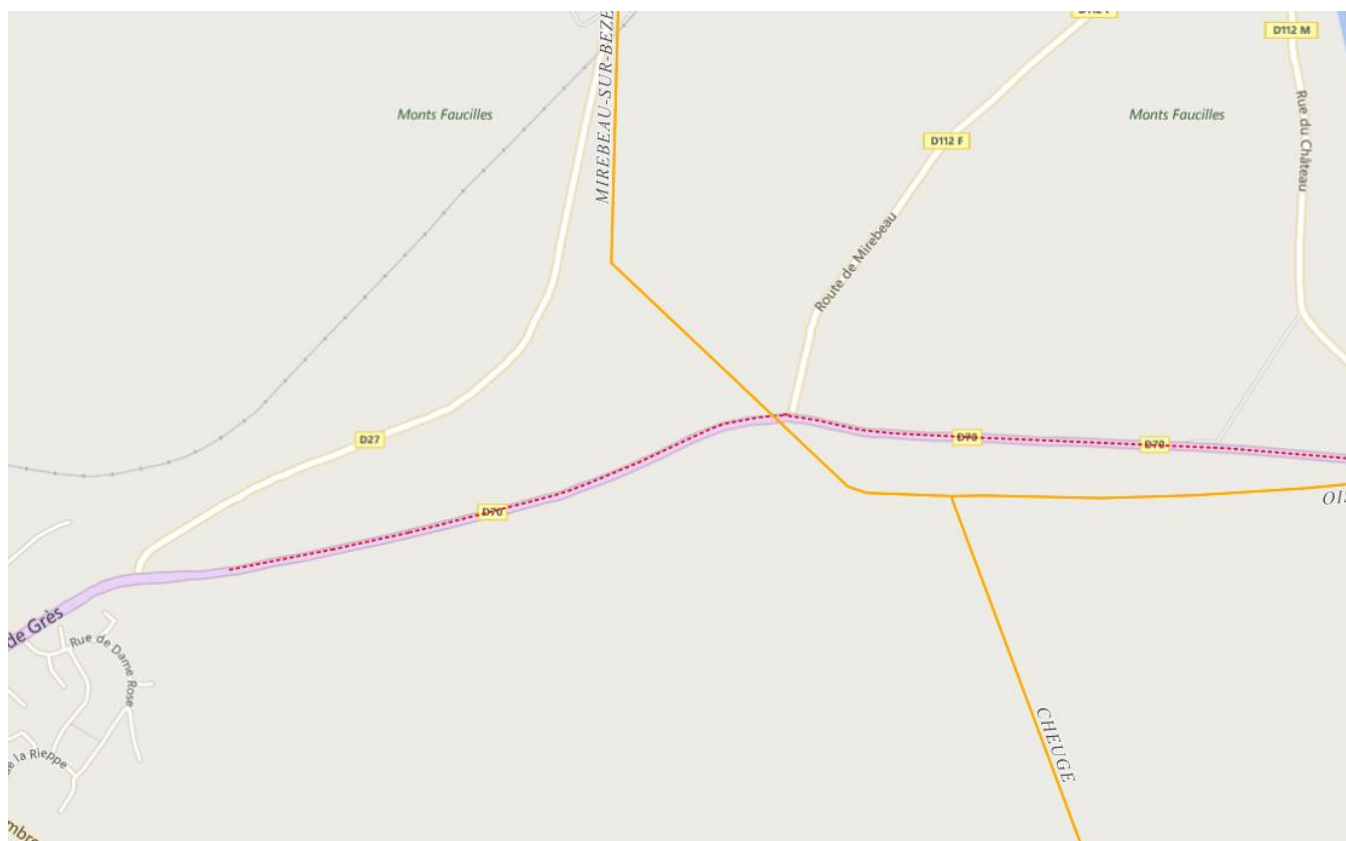 D112 M
MIREBEAU-SUR-BEZE
Monts Faucilles
Monts Faucilles
D112 F
Rue du Château
Route de Mirebeau
D27
D70
D70
D70
de Grès
Rue de Dame Rose
la Rieppe
CHEUGE